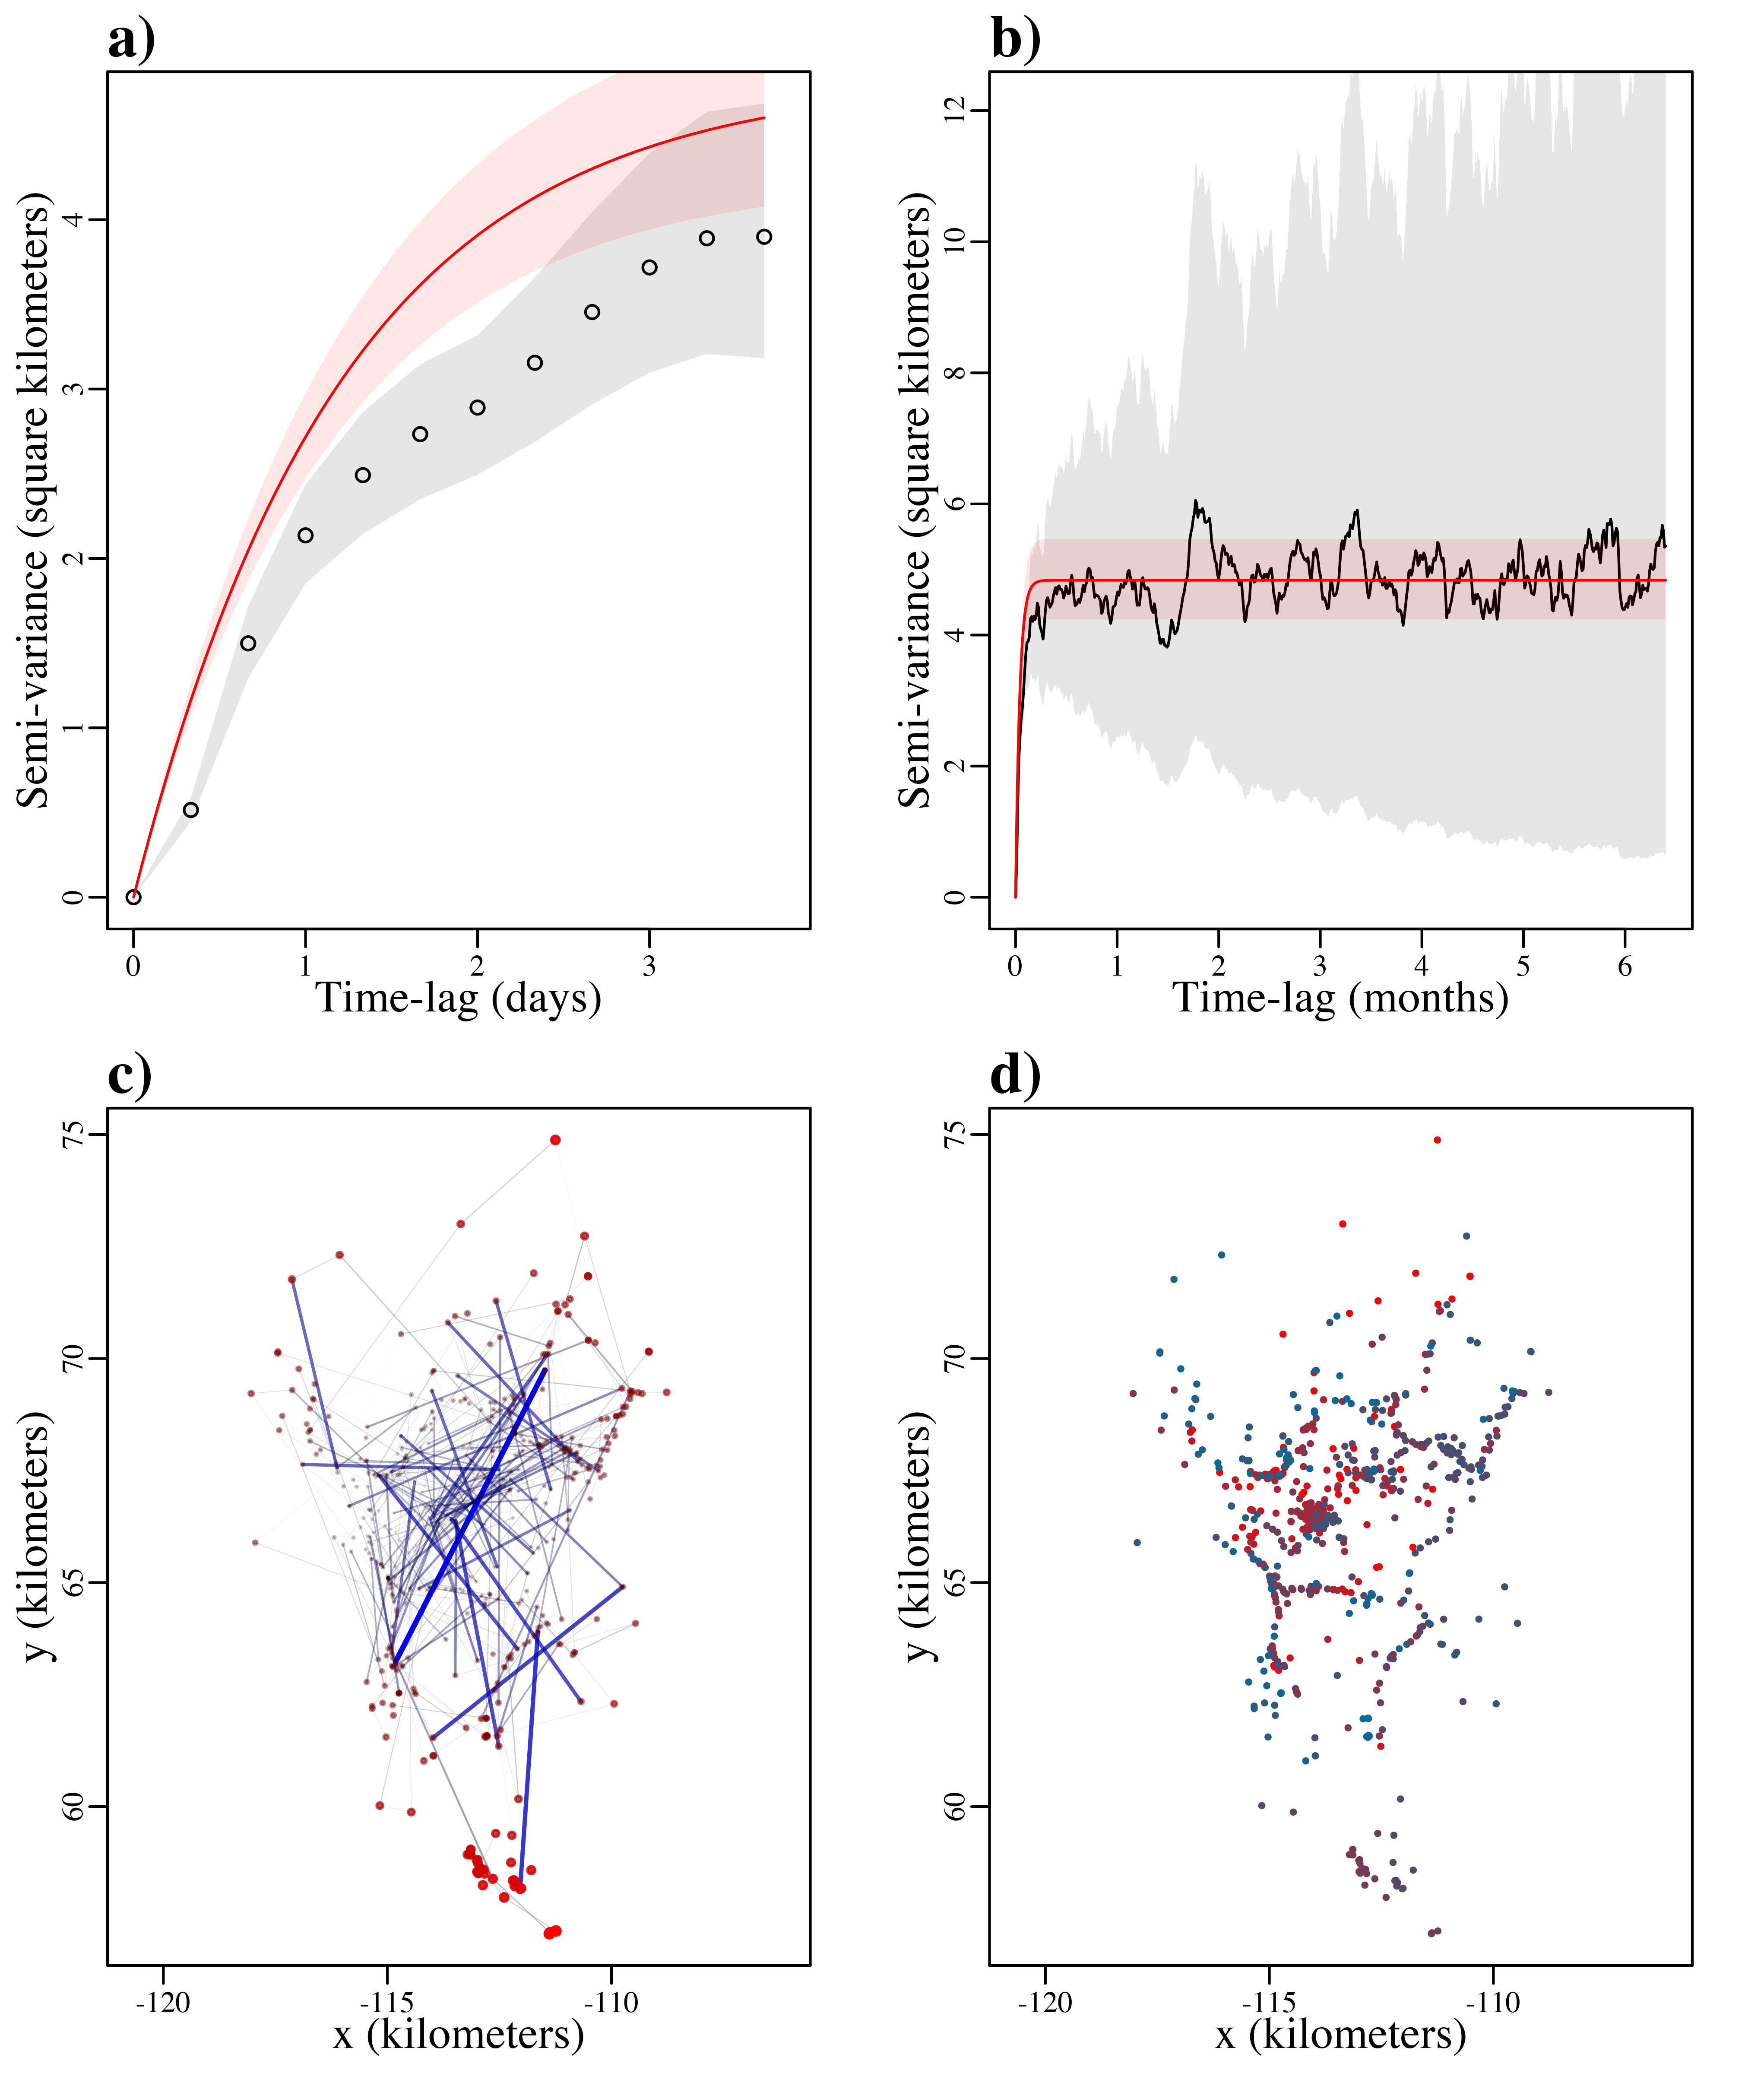 a)
Semi-variance (square kilometers)
0 1 2 3 4
0 1 2 3
Time-lag (days)
b)
Semi-variance (square kilometers)
0 2 4 6 8 10 12
0 1 2 3 4 5 6
Time-lag (months)
c)
y (kilometers)
60 65 70 75
-120 -115 -110
x (kilometers)
d)
y (kilometers)
60 65 70 75
-120 -115 -110
x (kilometers)